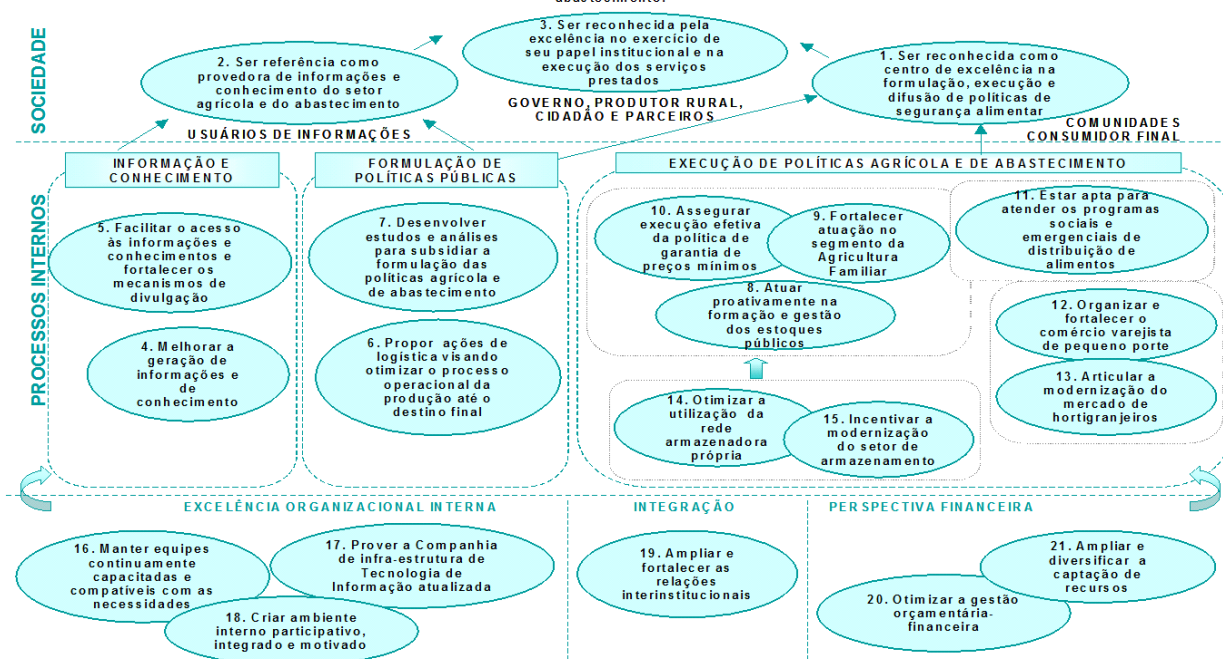 abastecimento.
SOCIEDADE
3. Ser reconhecida pela
excelência no exercício de
seu papel institucional e na
execução dos serviços
prestados
2. Ser referência como
provedora de informações e
conhecimento do setor
agrícola e do abastecimento
1. Ser reconhecida como
centro de excelência na
formulação, execução e
difusão de políticas de
segurança alimentar
GOVERNO, PRODUTOR RURAL,
CIDADÃO E PARCEIROS
USUÁRIOS DE INFORMAÇÕES
COMUNIDADES
CONSUMIDOR FINAL
PROCESSOS INTERNOS
INFORMAÇÃO E
CONHECIMENTO
5. Facilitar o acesso
às informações e
conhecimentos e
fortalecer os
mecanismos de
divulgação
4. Melhorar a
geração de
informações e
de
conhecimento
FORMULAÇÃO DE
POLÍTICAS PÚBLICAS
7. Desenvolver
estudos e análises
para subsidiar a
formulação das
políticas agrícola e
de abastecimento
6. Propor ações de
logística visando
otimizar o processo
operacional da
produção até o
destino final
EXECUÇÃO DE POLÍTICAS AGRÍCOLA E DE ABASTECIMENTO
10. Assegurar
execução efetiva
da política de
garantia de
preços mínimos
9. Fortalecer
atuação no
segmento da
Agricultura
Familiar
8. Atuar
proativamente na
formação e gestão
dos estoques
públicos
11. Estar apta para
atender os programas
sociais e
emergenciais de
distribuição de
alimentos
12. Organizar e
fortalecer o
comércio varejista
de pequeno porte
13. Articular a
modernização do
mercado de
hortigranjeiros
14. Otimizar a
utilização da
rede
armazenadora
própria
15. Incentivar a
modernização
do setor de
armazenamento
EXCELÊNCIA ORGANIZACIONAL INTERNA
16. Manter equipes
continuamente
capacitadas e
compatíveis com as
necessidades
17. Prover a Companhia
de infra-estrutura de
Tecnologia de
Informação atualizada
18. Criar ambiente
interno participativo,
integrado e motivado
INTEGRAÇÃO
19. Ampliar e
fortalecer as
relações
interinstitucionais
PERSPECTIVA FINANCEIRA
21. Ampliar e
diversificar a
captação de
recursos
20. Otimizar a gestão
orçamentária-
financeira